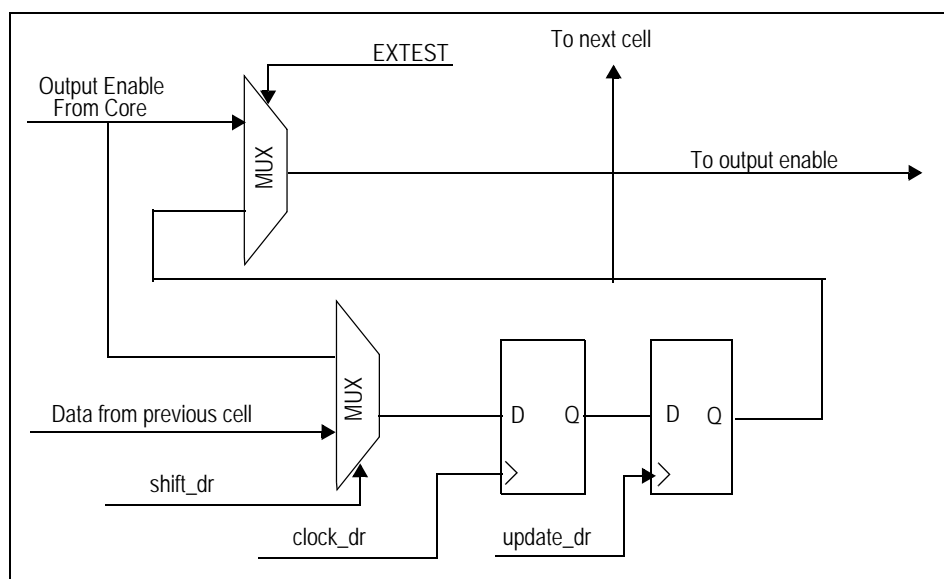 EXTEST
To next cell
Output Enable
From Core
MUX
To output enable
MUX
D Q
D Q
Data from previous cell
shift_dr
clock_dr
update_dr